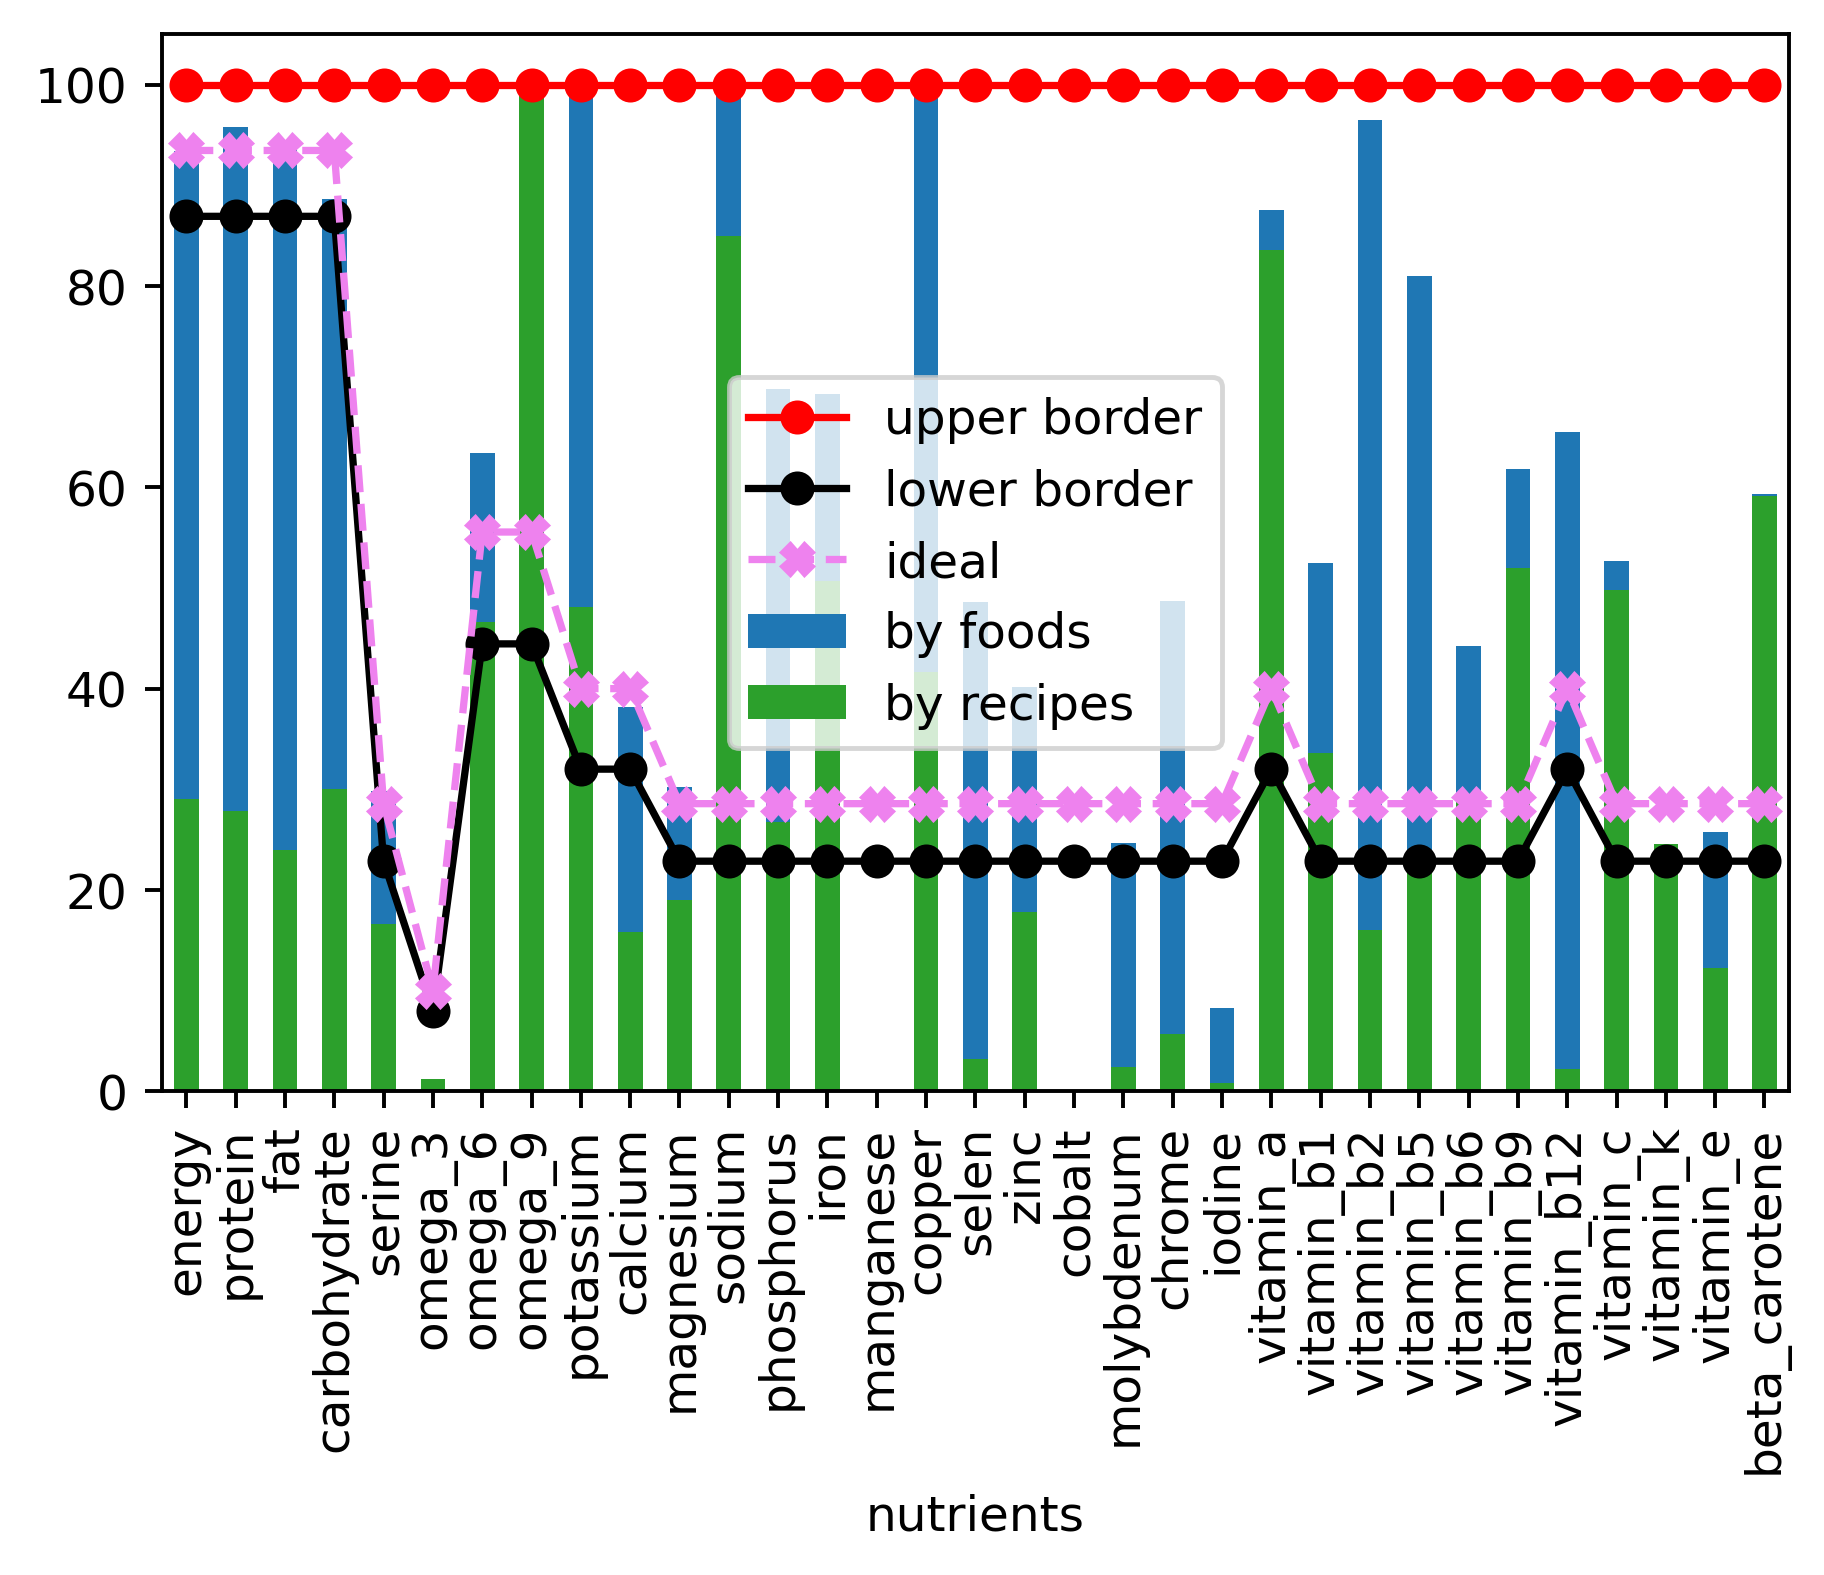 100
80
60
40
20
0
upper border
lower border
ideal
by foods
by recipes
energy
protein
fat
carbohydrate
serine
omega_3
omega_6
omega_9
potassium
calcium
magnesium
sodium
phosphorus
iron
manganese
copper
selen
zinc
cobalt
molybdenum
chrome
iodine
vitamin_a
vitamin_b1
vitamin_b2
vitamin_b5
vitamin_b6
vitamin_b9
vitamin_b12
vitamin_c
vitamin_k
vitamin_e
beta_carotene
nutrients